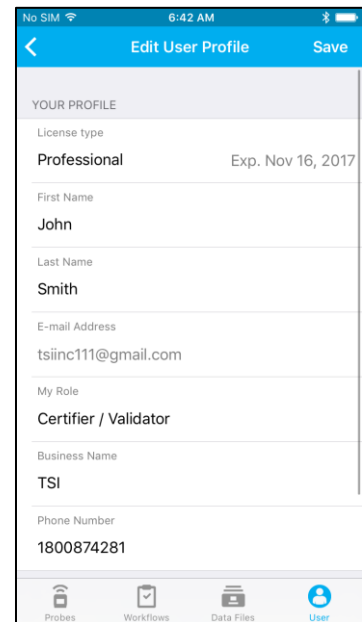 No SIM 6:42 AM
Edit User Profile Save
YOUR PROFILE
License type
Professional Exp. Nov 16, 2017
First Name
John
Last Name
Smith
E-mail Address
tsiinc111@gmail.com
My Role
Certifier / Validator
Business Name
TSI
Phone Number
1800874281
Probes Workflows Data Files User